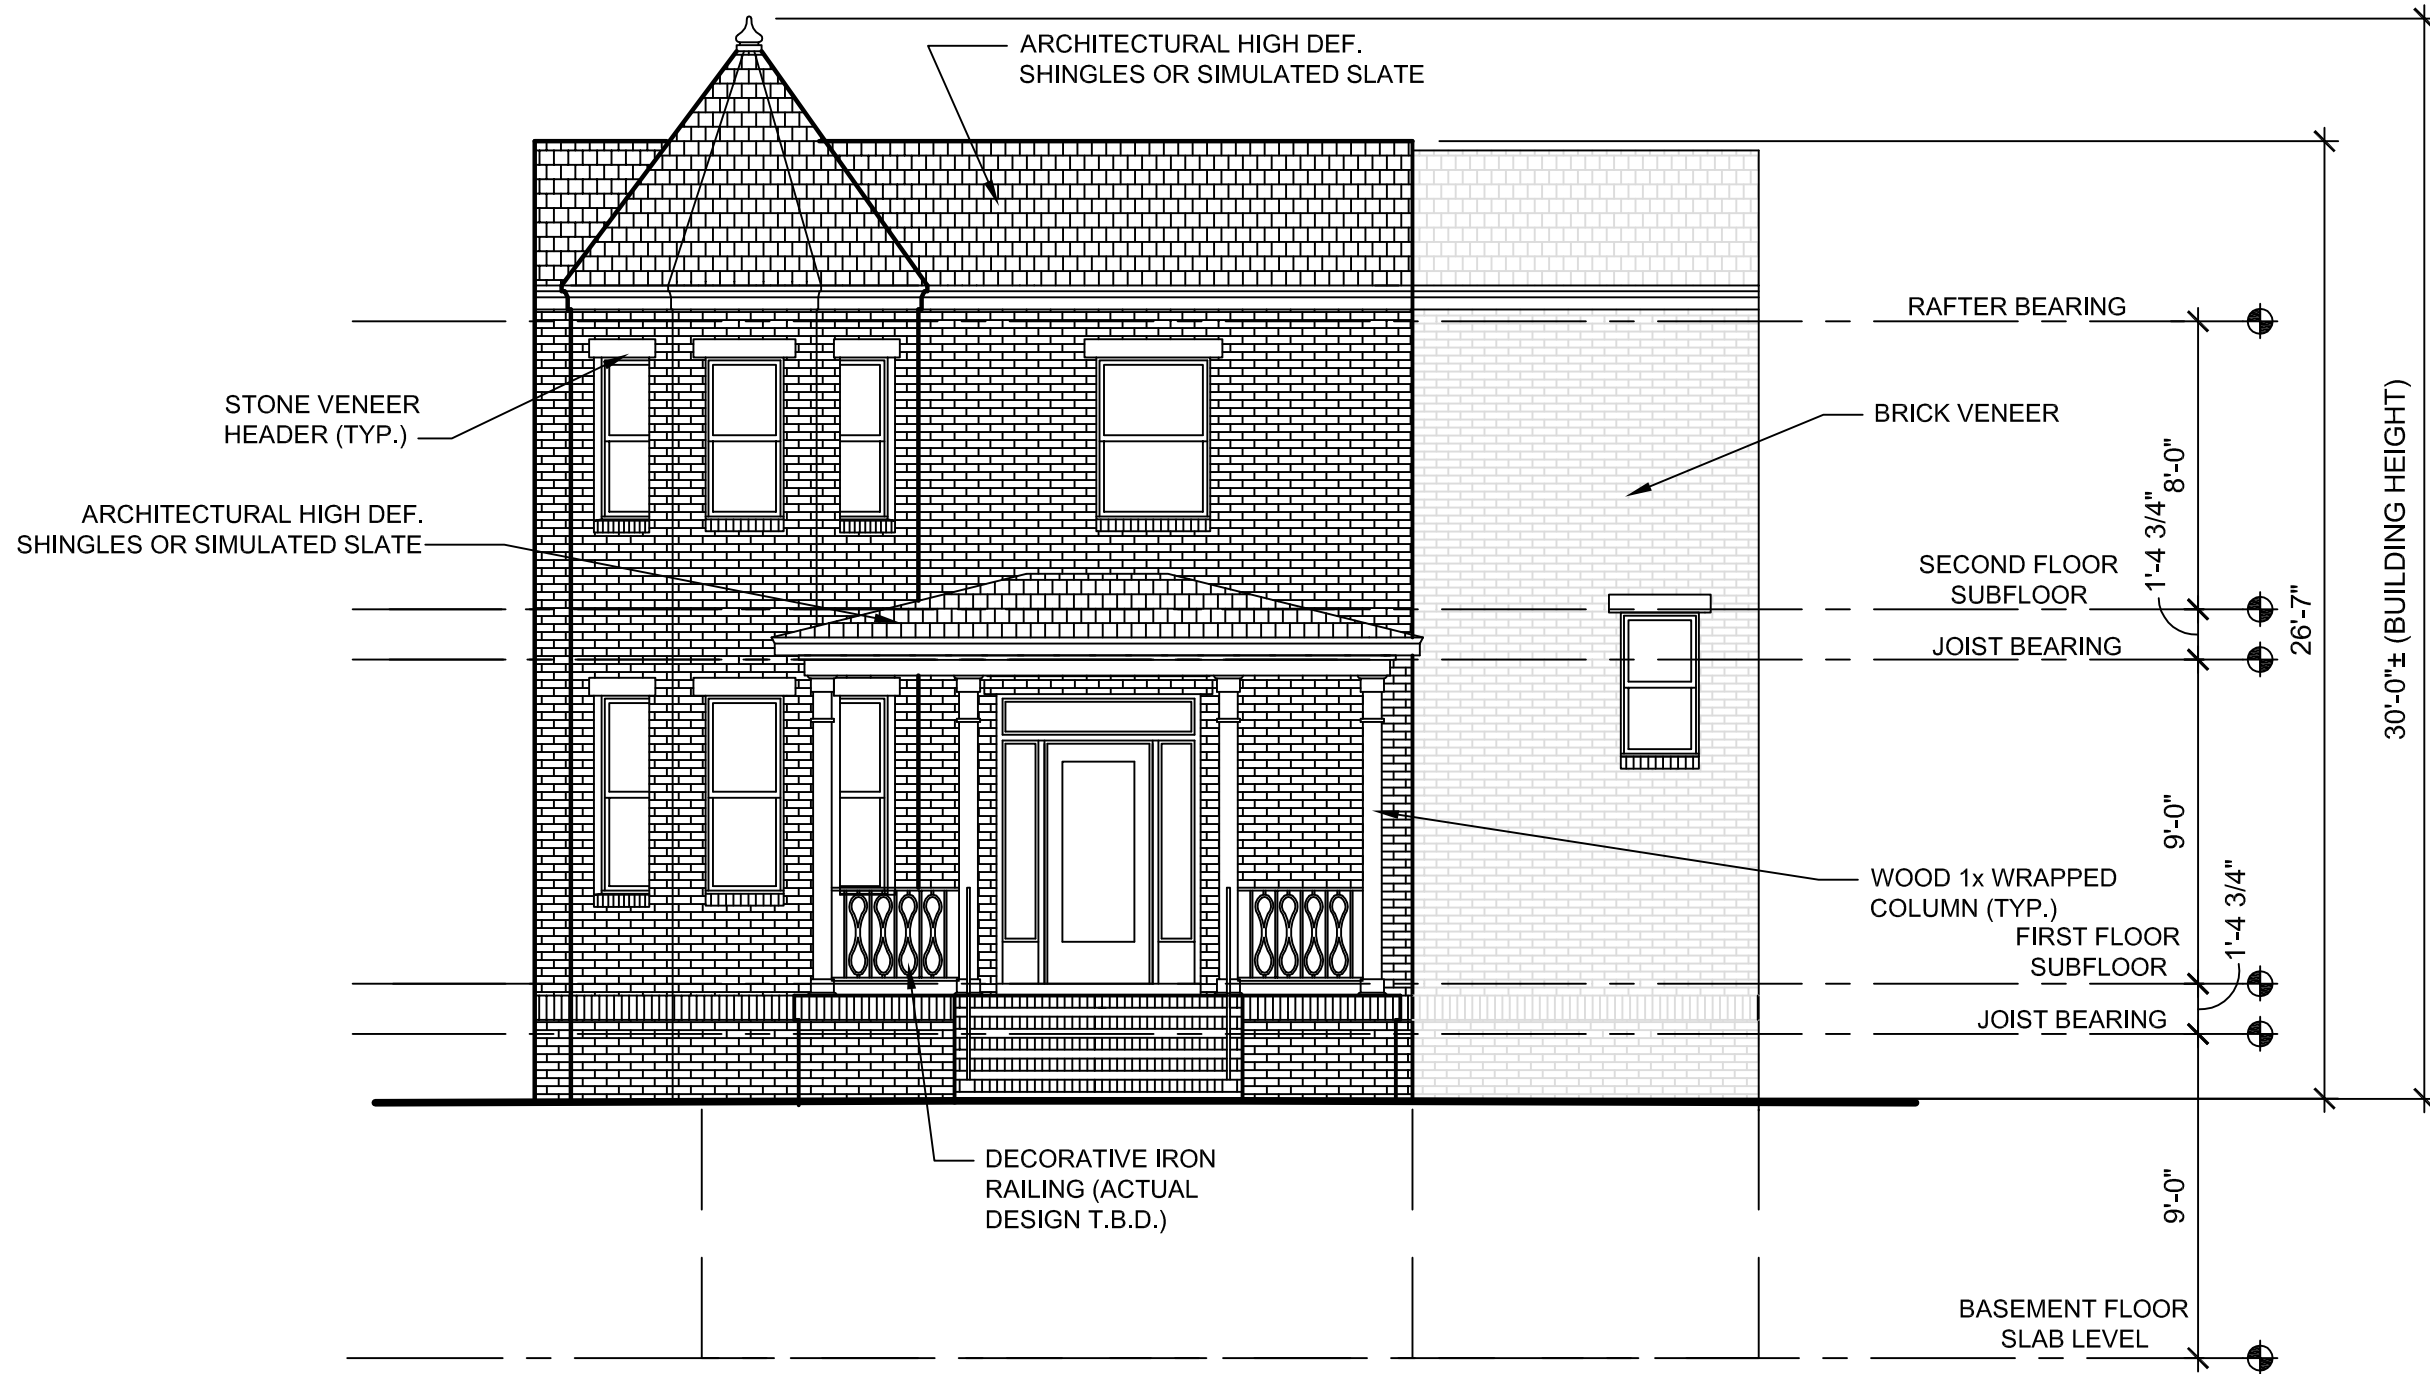 ARCHITECTURAL HIGH DEF.
SHINGLES OR SIMULATED SLATE
RAFTER BEARING
STONE VENEER
HEADER (TYP.)
BRICK VENEER
8'-0"
30'-0"± (BUILDING HEIGHT)
ARCHITECTURAL HIGH DEF.
SHINGLES OR SIMULATED SLATE
1'-4 3/4"
SECOND FLOOR
SUBFLOOR
26'-7"
JOIST BEARING
9'-0"
WOOD 1x WRAPPED
COLUMN (TYP.)
1'-4 3/4"
FIRST FLOOR
SUBFLOOR
JOIST BEARING
DECORATIVE IRON
RAILING (ACTUAL
DESIGN T.B.D.)
9'-0"
BASEMENT FLOOR
SLAB LEVEL